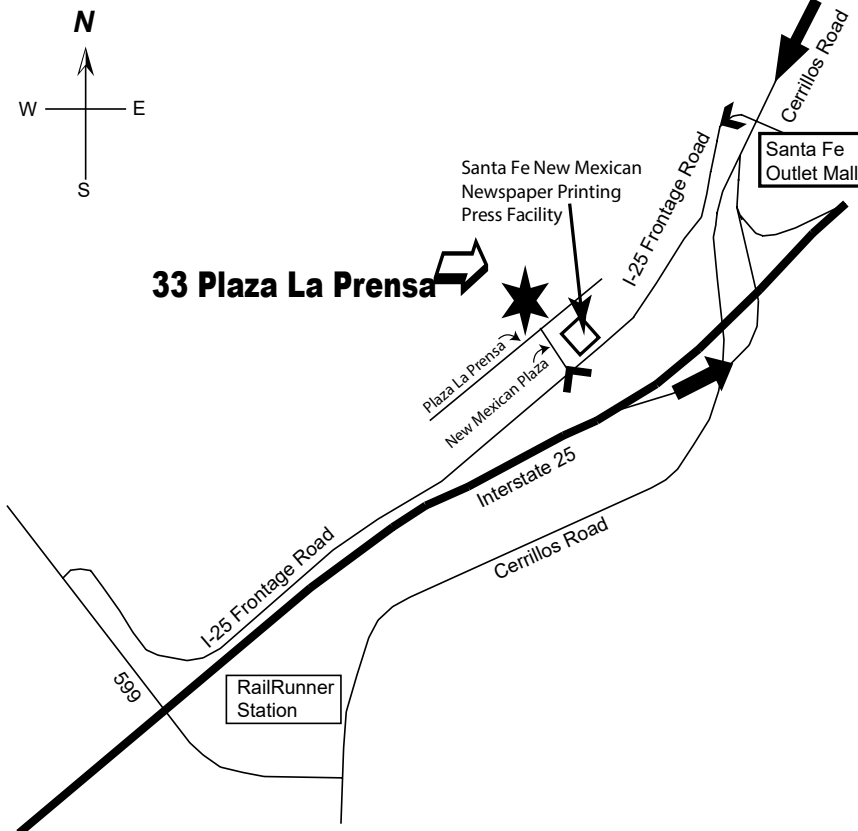 N
W
E
S
Cerrillos Road
Santa Fe
Outlet Mall
Santa Fe New Mexican
Newspaper Printing
Press Facility
I-25 Frontage Road
33 Plaza La Prensa
Plaza La Prensa
New Mexican Plaza
Interstate 25
Cerrillos Road
I-25 Frontage Road
599
RailRunner
Station